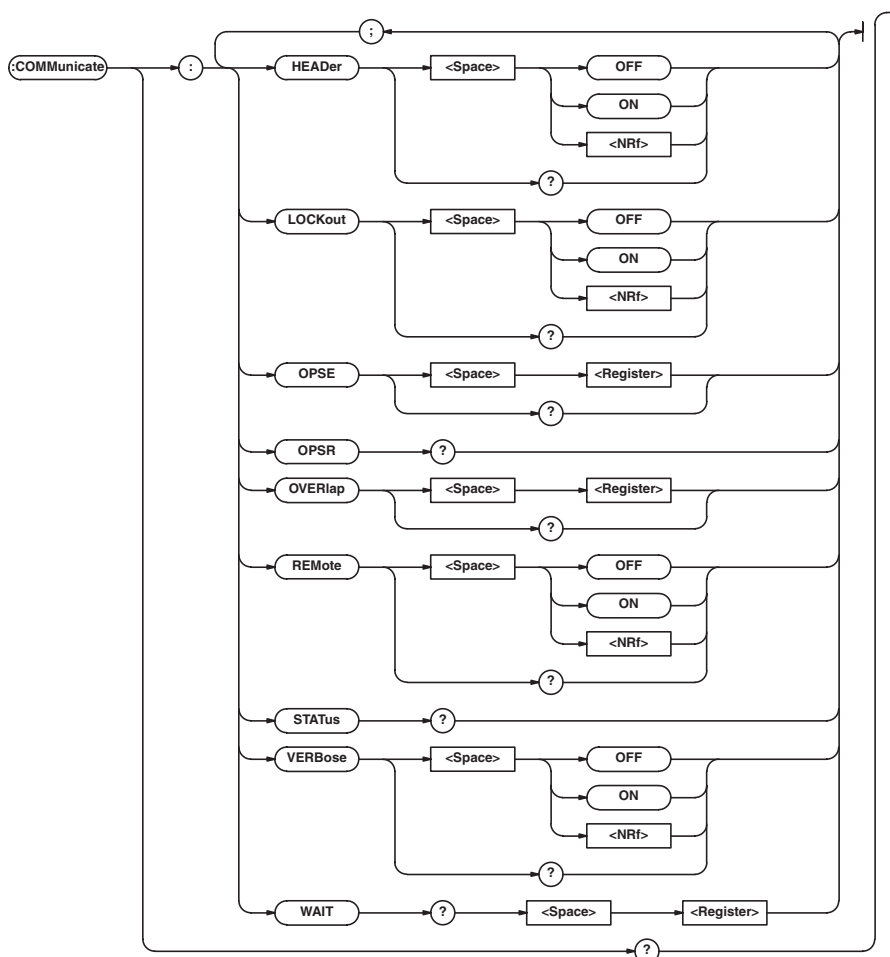 ;
:COMMunicate : HEADer <Space> OFF
ON
<NRf>
?
LOCKout <Space> OFF
ON
<NRf>
?
OPSE <Space> <Register>
?
OPSR ?
OVERlap <Space> <Register>
?
REMote <Space> OFF
ON
<NRf>
?
STATus ?
VERBose <Space> OFF
ON
<NRf>
?
WAIT ? <Space> <Register>
?